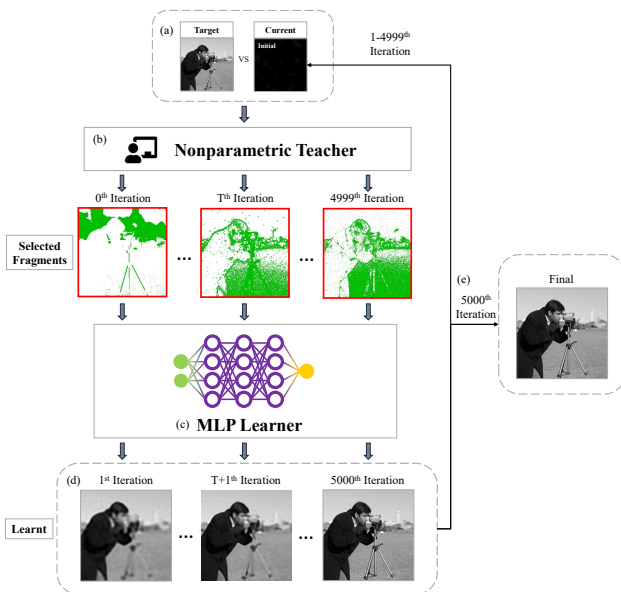 (a)
Target
Current
Initial
VS
1-4999th
Iteration
(b)
Nonparametric Teacher
0th Iteration
Tth Iteration
4999th Iteration
Selected
Fragments
...
...
(e)
5000th
Iteration
Final
(c) MLP Learner
(d)
1st Iteration
T+1th Iteration
5000th Iteration
Learnt
...
...